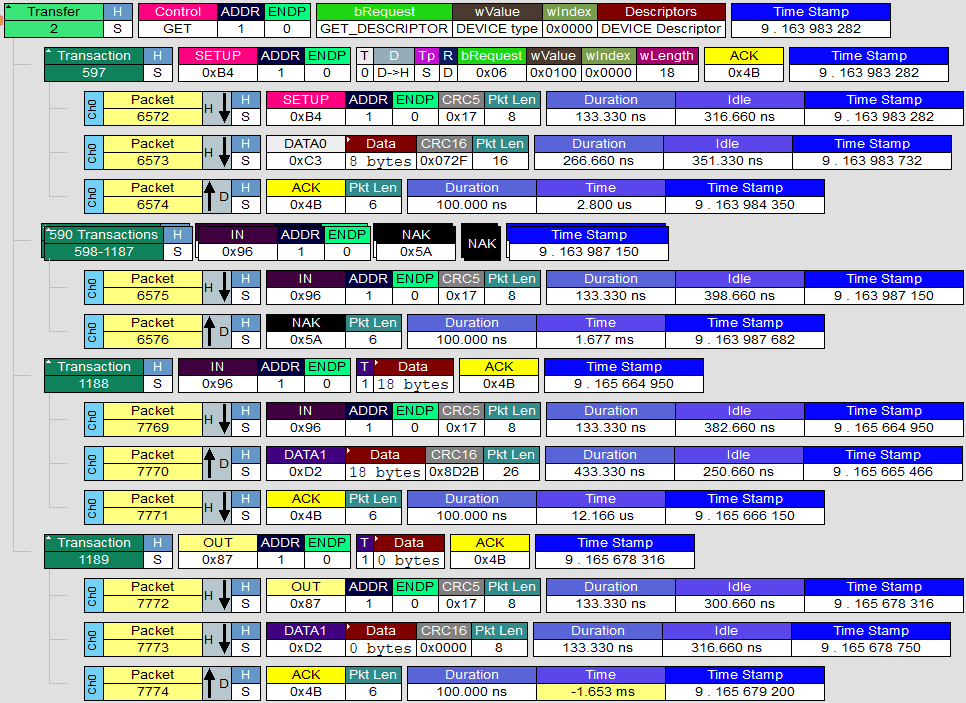 Transfer H Control ADDR ENDP bRequest wValue wIndex Descriptors Time Stamp
2 S GET 1 0 GET_DESCRIPTOR DEVICE type 0x0000 DEVICE Descriptor 9 . 163 983 282
Transaction H SETUP ADDR ENDP T D Tp R bRequest wValue wIndex wLength ACK Time Stamp
597 S 0xB4 1 0 0 D->H S D 0x06 0x0100 0x0000 18 0x4B 9 . 163 983 282
Ch0 Packet H H SETUP ADDR ENDP CRC5 Pkt Len Duration Idle Time Stamp
6572 S 0xB4 1 0 0x17 8 133.330 ns 316.660 ns 9 . 163 983 282
Ch0 Packet H H DATA0 Data CRC16 Pkt Len Duration Idle Time Stamp
6573 S 0xC3 8 bytes 0x072F 16 266.660 ns 351.330 ns 9 . 163 983 732
Ch0 Packet D H ACK Pkt Len Duration Time Time Stamp
6574 S 0x4B 6 100.000 ns 2.800 us 9 . 163 984 350
590 Transactions H IN ADDR ENDP NAK NAK Time Stamp
598-1187 S 0x96 1 0 0x5A 9 . 163 987 150
Ch0 Packet H H IN ADDR ENDP CRC5 Pkt Len Duration Idle Time Stamp
6575 S 0x96 1 0 0x17 8 133.330 ns 398.660 ns 9 . 163 987 150
Ch0 Packet D H NAK Pkt Len Duration Time Time Stamp
6576 S 0x5A 6 100.000 ns 1.677 ms 9 . 163 987 682
Transaction H IN ADDR ENDP T Data ACK Time Stamp
1188 S 0x96 1 0 1 18 bytes 0x4B 9 . 165 664 950
Ch0 Packet H H IN ADDR ENDP CRC5 Pkt Len Duration Idle Time Stamp
7769 S 0x96 1 0 0x17 8 133.330 ns 382.660 ns 9 . 165 664 950
Ch0 Packet D H DATA1 Data CRC16 Pkt Len Duration Idle Time Stamp
7770 S 0xD2 18 bytes 0x8D2B 26 433.330 ns 250.660 ns 9 . 165 665 466
Ch0 Packet H H ACK Pkt Len Duration Time Time Stamp
7771 S 0x4B 6 100.000 ns 12.166 us 9 . 165 666 150
Transaction H OUT ADDR ENDP T Data ACK Time Stamp
1189 S 0x87 1 0 1 0 bytes 0x4B 9 . 165 678 316
Ch0 Packet H H OUT ADDR ENDP CRC5 Pkt Len Duration Idle Time Stamp
7772 S 0x87 1 0 0x17 8 133.330 ns 300.660 ns 9 . 165 678 316
Ch0 Packet H H DATA1 Data CRC16 Pkt Len Duration Idle Time Stamp
7773 S 0xD2 0 bytes 0x0000 8 133.330 ns 316.660 ns 9 . 165 678 750
Ch0 Packet D H ACK Pkt Len Duration Time Time Stamp
7774 S 0x4B 6 100.000 ns -1.653 ms 9 . 165 679 200